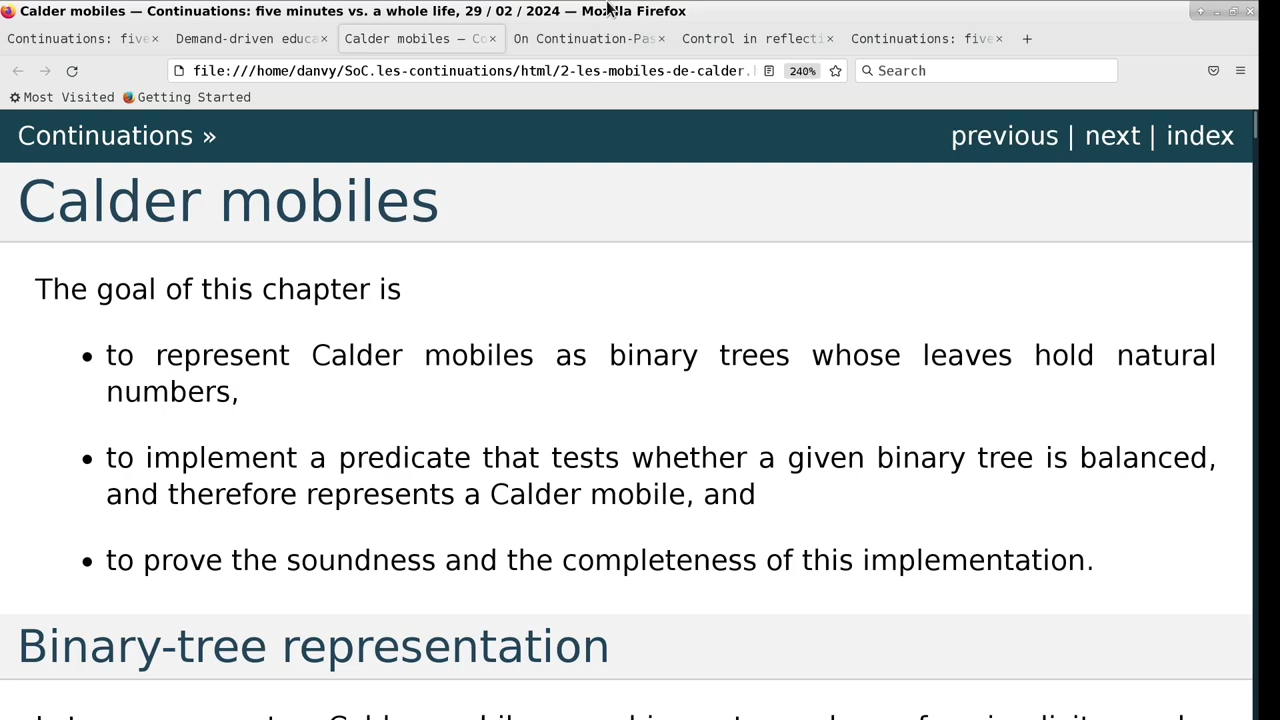 Calder mobiles — Continuations: five minutes vs. a whole life, 29 / 02 / 2024 — Mozilla Firefox
Continuations: five×
Demand-driven educa×
Calder mobiles — Co×
On Continuation-Pas×
Control in reflecti×
Continuations: five×
file:///home/danvy/SoC.les-continuations/html/2-les-mobiles-de-calder.
240%
Search
Most Visited
Getting Started
Continuations »
previous | next | index
Calder mobiles
The goal of this chapter is
• to represent Calder mobiles as binary trees whose leaves hold natural
numbers,
• to implement a predicate that tests whether a given binary tree is balanced,
and therefore represents a Calder mobile, and
• to prove the soundness and the completeness of this implementation.
Binary-tree representation